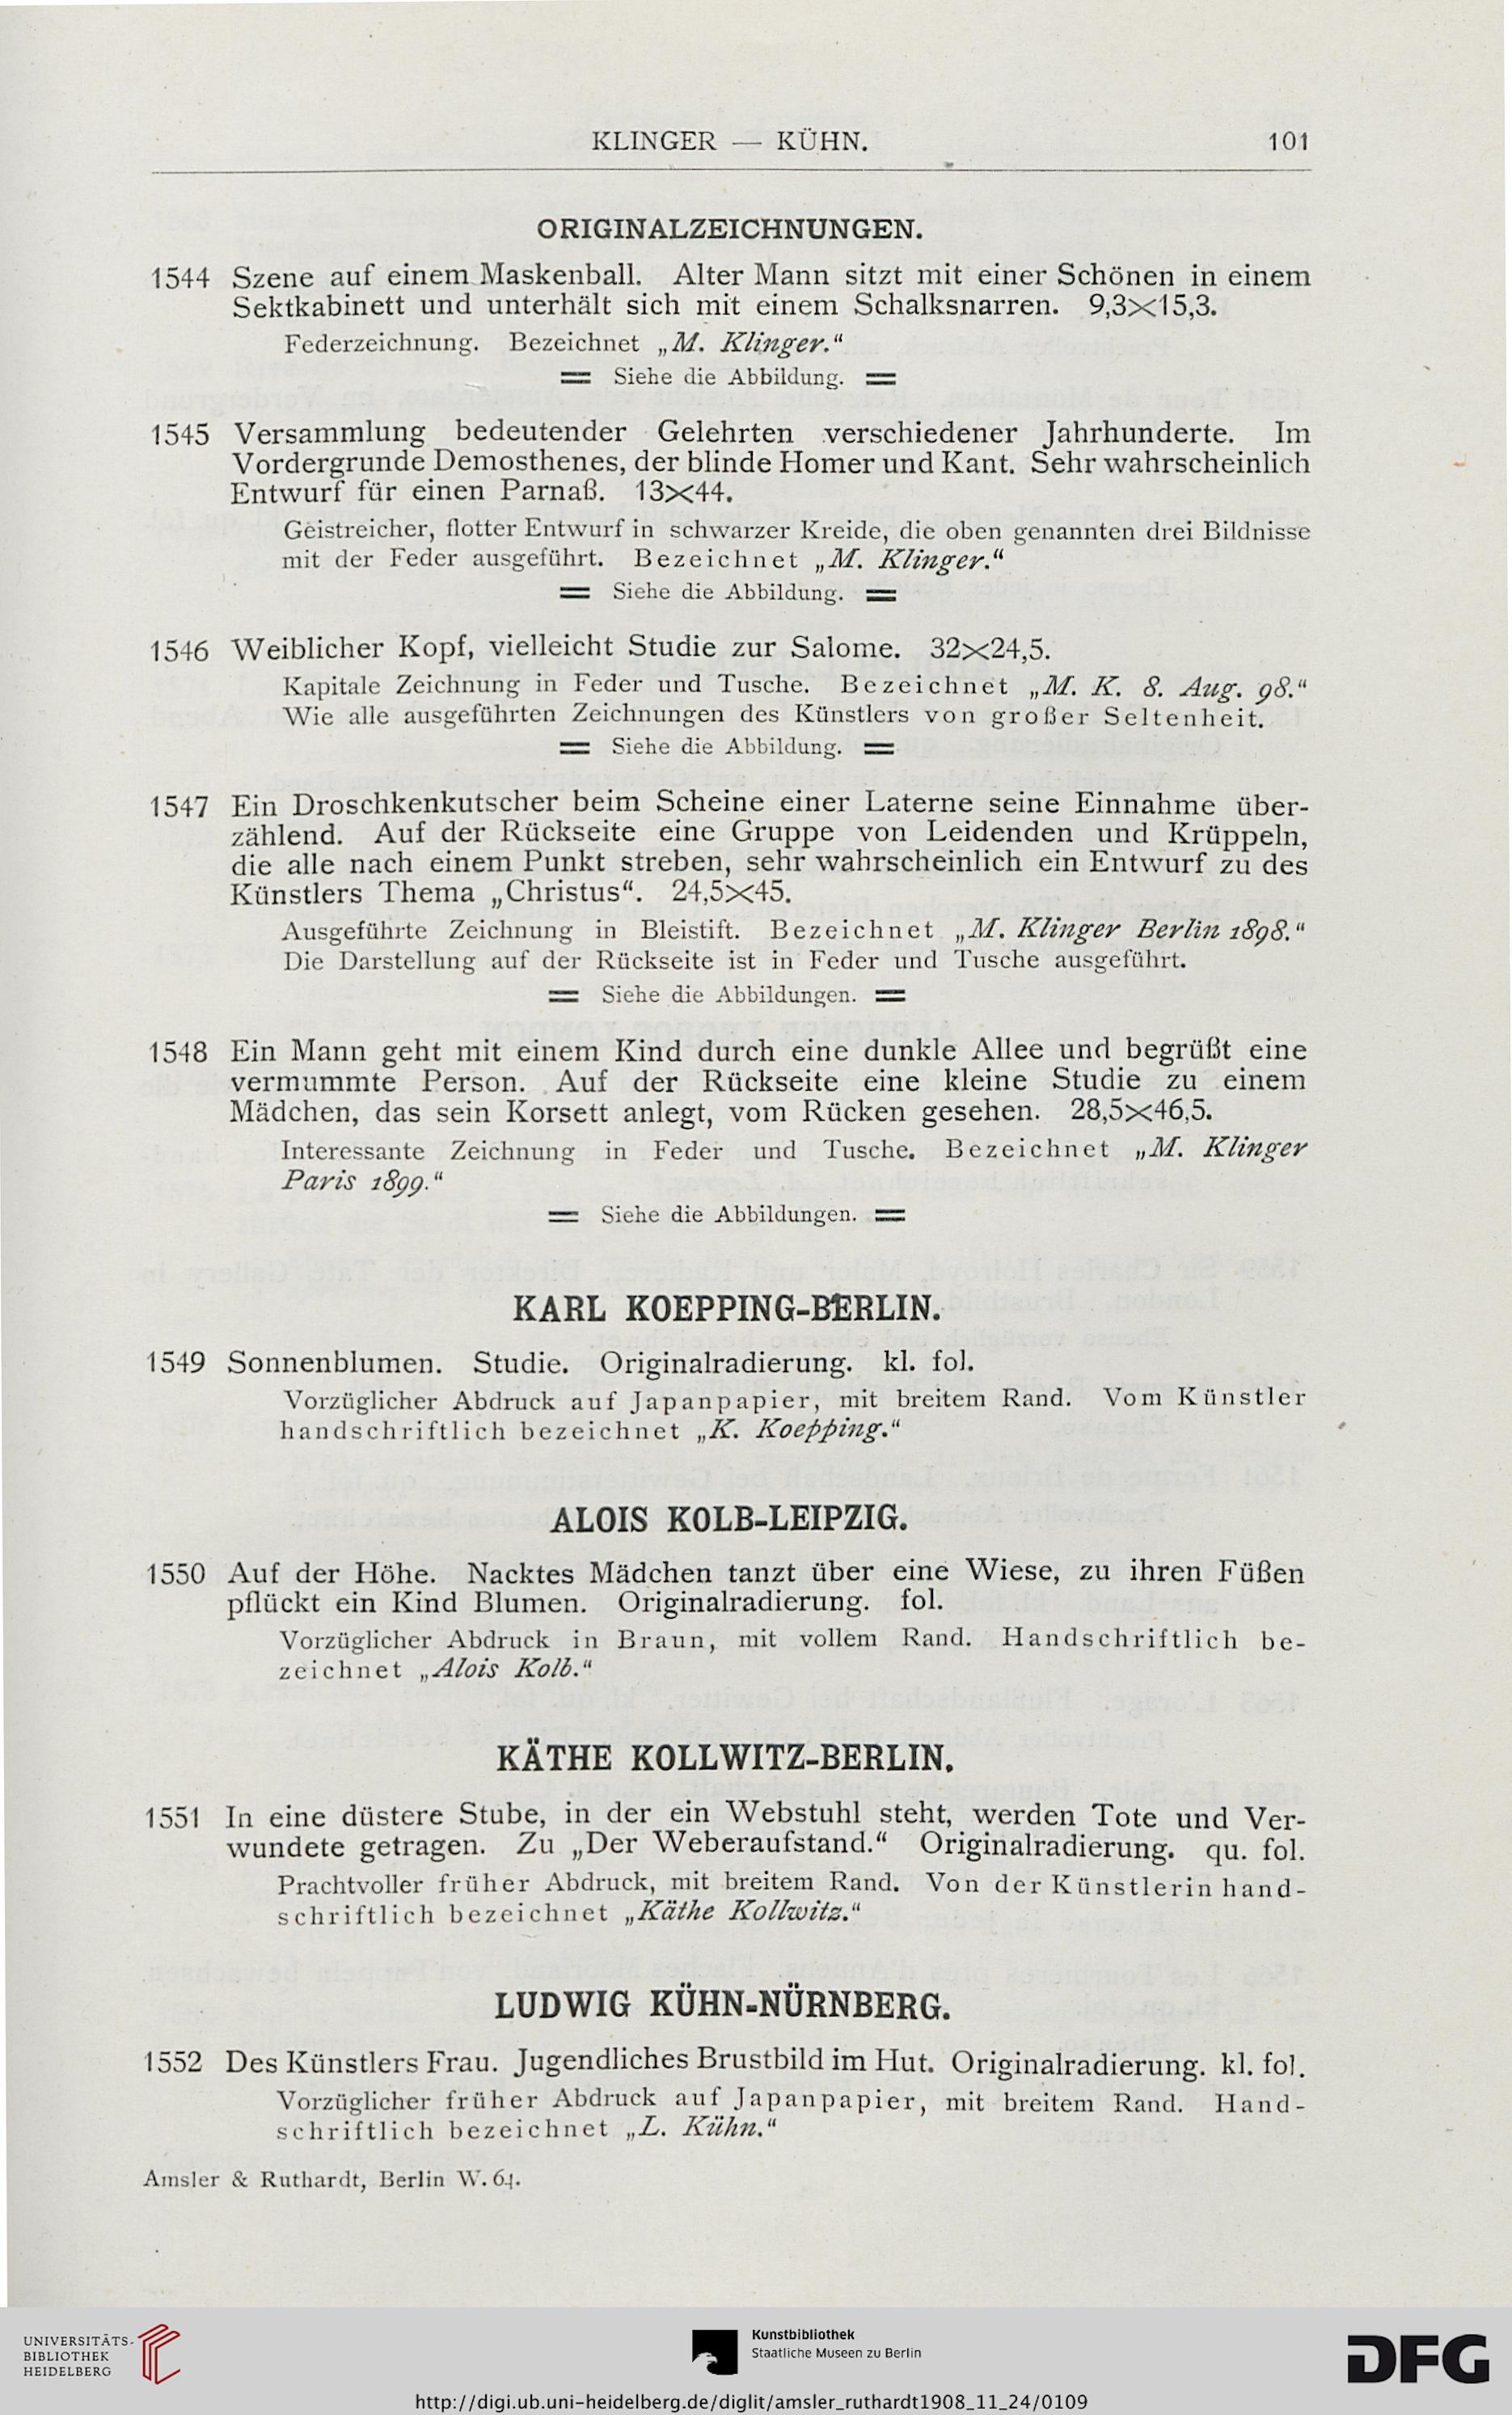 KLINGER — KÜHN. 101
ORIGINALZEICHNUNGEN.
1544 Szene auf einem Maskenball. Alter Mann sitzt mit einer Schönen in einem
Sektkabinett und unterhält sich mit einem Schalksnarren. 9,3×15,3.
Federzeichnung. Bezeichnet „M. Klinger."
== Siehe die Abbildung. ==
1545 Versammlung bedeutender Gelehrten verschiedener Jahrhunderte. Im
Vordergrunde Demosthenes, der blinde Homer und Kant. Sehr wahrscheinlich
Entwurf für einen Parnaß. 13×44.
Geistreicher, flotter Entwurf in schwarzer Kreide, die oben genannten drei Bildnisse
mit der Feder ausgeführt. Bezeichnet „M. Klinger."
== Siehe die Abbildung. ==
1546 Weiblicher Kopf, vielleicht Studie zur Salome. 32×24,5.
Kapitale Zeichnung in Feder und Tusche. Bezeichnet „M. K. 8. Aug. 98."
Wie alle ausgeführten Zeichnungen des Künstlers von großer Seltenheit.
== Siehe die Abbildung. ==
1547 Ein Droschkenkutscher beim Scheine einer Laterne seine Einnahme über-
zählend. Auf der Rückseite eine Gruppe von Leidenden und Krüppeln,
die alle nach einem Punkt streben, sehr wahrscheinlich ein Entwurf zu des
Künstlers Thema „Christus". 24,5×45.
Ausgeführte Zeichnung in Bleistift. Bezeichnet „M. Klinger Berlin 1898."
Die Darstellung auf der Rückseite ist in Feder und Tusche ausgeführt.
== Siehe die Abbildungen. ==
1548 Ein Mann geht mit einem Kind durch eine dunkle Allee und begrüßt eine
vermummte Person. Auf der Rückseite eine kleine Studie zu einem
Mädchen, das sein Korsett anlegt, vom Rücken gesehen. 28,5×46,5.
Interessante Zeichnung in Feder und Tusche. Bezeichnet „M. Klinger
Paris 1899."
== Siehe die Abbildungen. ==
KARL KOEPPING-BERLIN.
1549 Sonnenblumen. Studie. Originalradierung. kl. fol.
Vorzüglicher Abdruck auf Japanpapier, mit breitem Rand. Vom Künstler
handschriftlich bezeichnet „K. Koepping."
ALOIS KOLB-LEIPZIG.
1550 Auf der Höhe. Nacktes Mädchen tanzt über eine Wiese, zu ihren Füßen
pflückt ein Kind Blumen. Originalradierung. fol.
Vorzüglicher Abdruck in Braun, mit vollem Rand. Handschriftlich be-
zeichnet „Alois Kolb."
KÄTHE KOLLWITZ-BERLIN.
1551 In eine düstere Stube, in der ein Webstuhl steht, werden Tote und Ver-
wundete getragen. Zu „Der Weberaufstand." Originalradierung. qu. fol.
Prachtvoller früher Abdruck, mit breitem Rand. Von der Künstlerin hand-
schriftlich bezeichnet „Käthe Kollwitz."
LUDWIG KÜHN-NÜRNBERG.
1552 Des Künstlers Frau. Jugendliches Brustbild im Hut. Originalradierung. kl. fol.
Vorzüglicher früher Abdruck auf Japanpapier, mit breitem Rand. Hand-
schriftlich bezeichnet „L. Kühn."
Amsler & Ruthardt, Berlin W. 64.
UNIVERSITÄTS-
BIBLIOTHEK
HEIDELBERG
Kunstbibliothek
Staatliche Museen zu Berlin
DFG
http://digi.ub.uni-heidelberg.de/diglit/amsler_ruthardt1908_11_24/0109